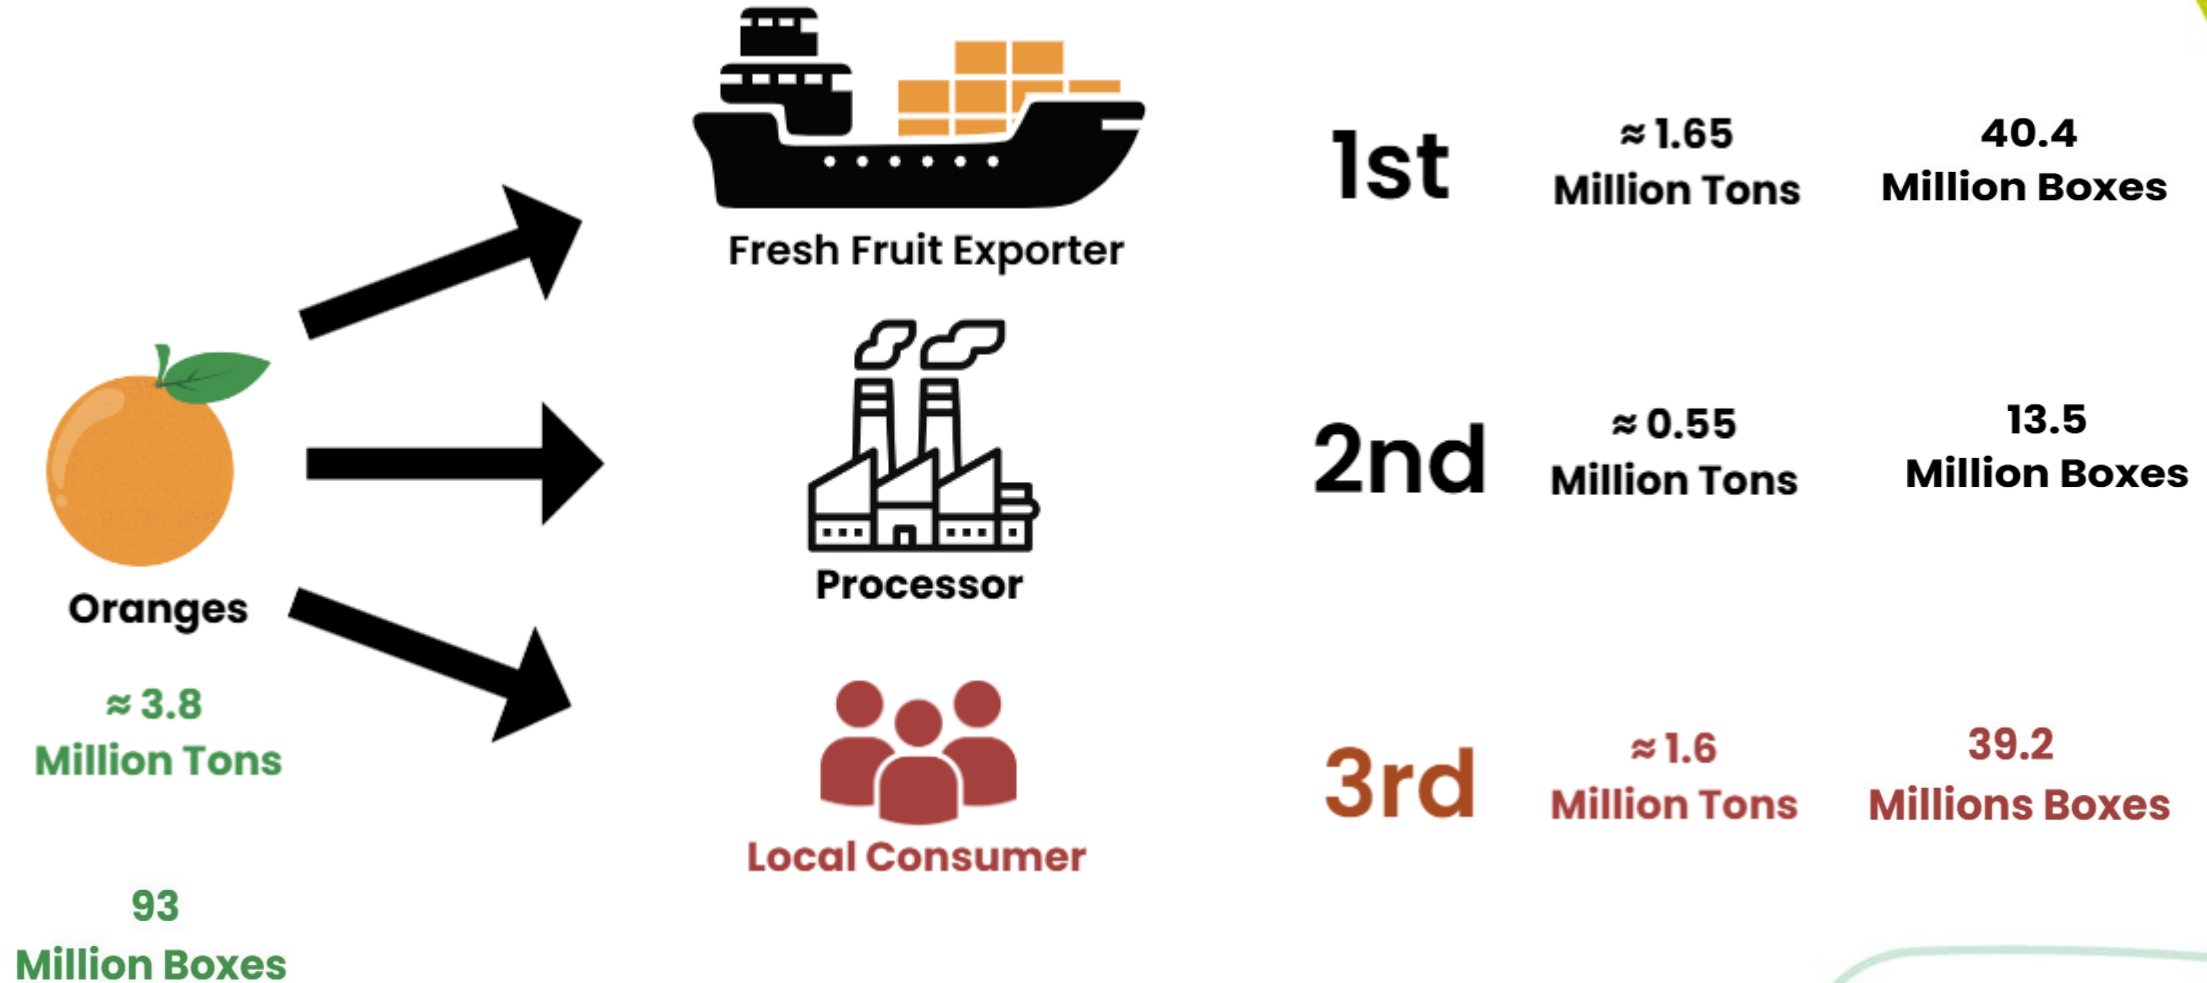 1st
≈ 1.65
Million Tons
40.4
Million Boxes
Fresh Fruit Exporter
2nd
≈ 0.55
Million Tons
13.5
Million Boxes
Processor
Oranges
≈ 3.8
Million Tons
93
Million Boxes
3rd
≈ 1.6
Million Tons
39.2
Millions Boxes
Local Consumer